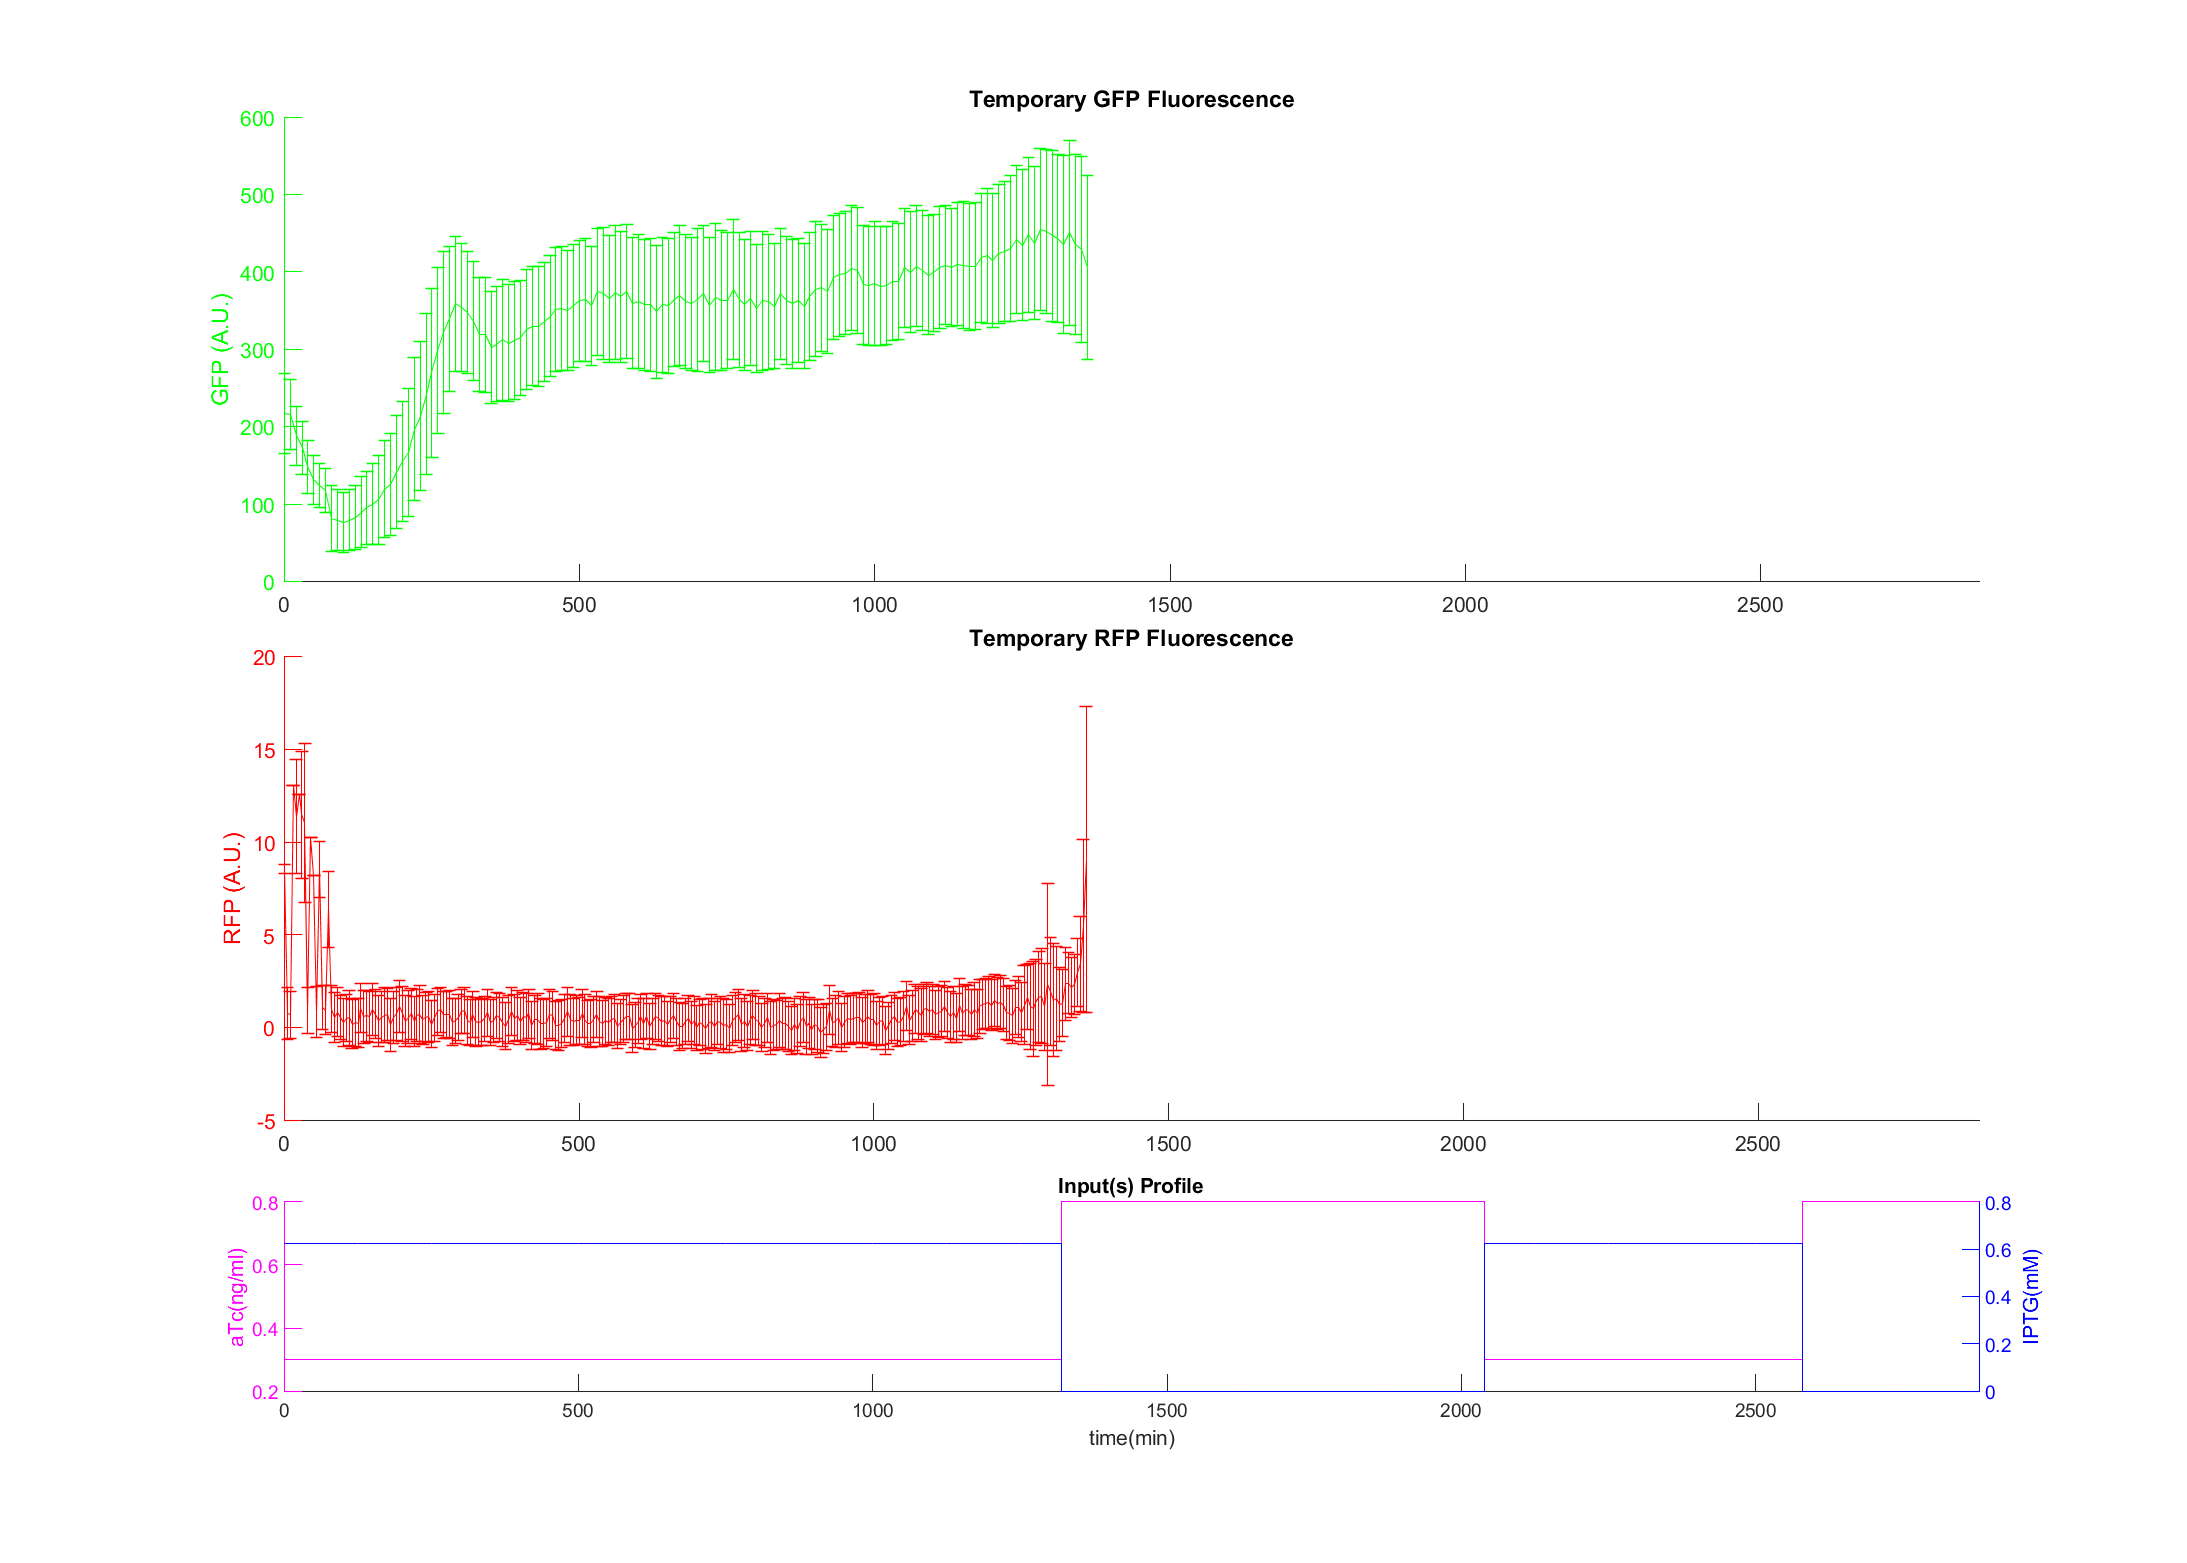 Temporary GFP Fluorescence
600
500
400
300
200
100
0
GFP (A.U.)
0 500 1000 1500 2000 2500
Temporary RFP Fluorescence
20
15
10
5
0
-5
RFP (A.U.)
0 500 1000 1500 2000 2500
Input(s) Profile
0.8
0.6
0.4
0.2
aTc(ng/ml)
0.8
0.6
0.4
0.2
0
IPTG(mM)
0 500 1000 1500 2000 2500
time(min)